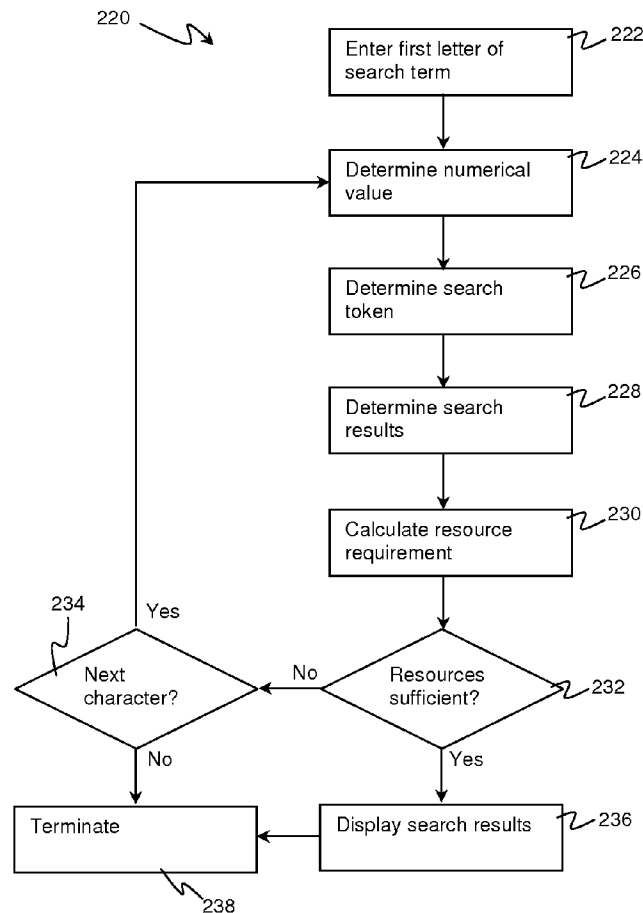 220
Enter first letter of
search term
222
Determine numerical
value
224
Determine search
token
226
Determine search
results
228
Calculate resource
requirement
230
234
Yes
Next
character?
No
Resources
sufficient?
232
No
Yes
Terminate
Display search results
236
238